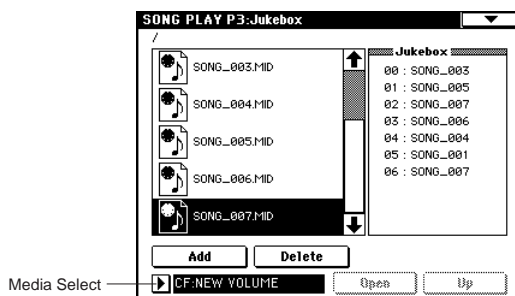 SONG PLAY P3:Jukebox
/
SONG_003.MID
SONG_004.MID
SONG_005.MID
SONG_006.MID
SONG_007.MID
Jukebox
00 : SONG_003
01 : SONG_005
02 : SONG_007
03 : SONG_006
04 : SONG_004
05 : SONG_001
06 : SONG_007
Add Delete
Media Select CF:NEW VOLUME Open Up